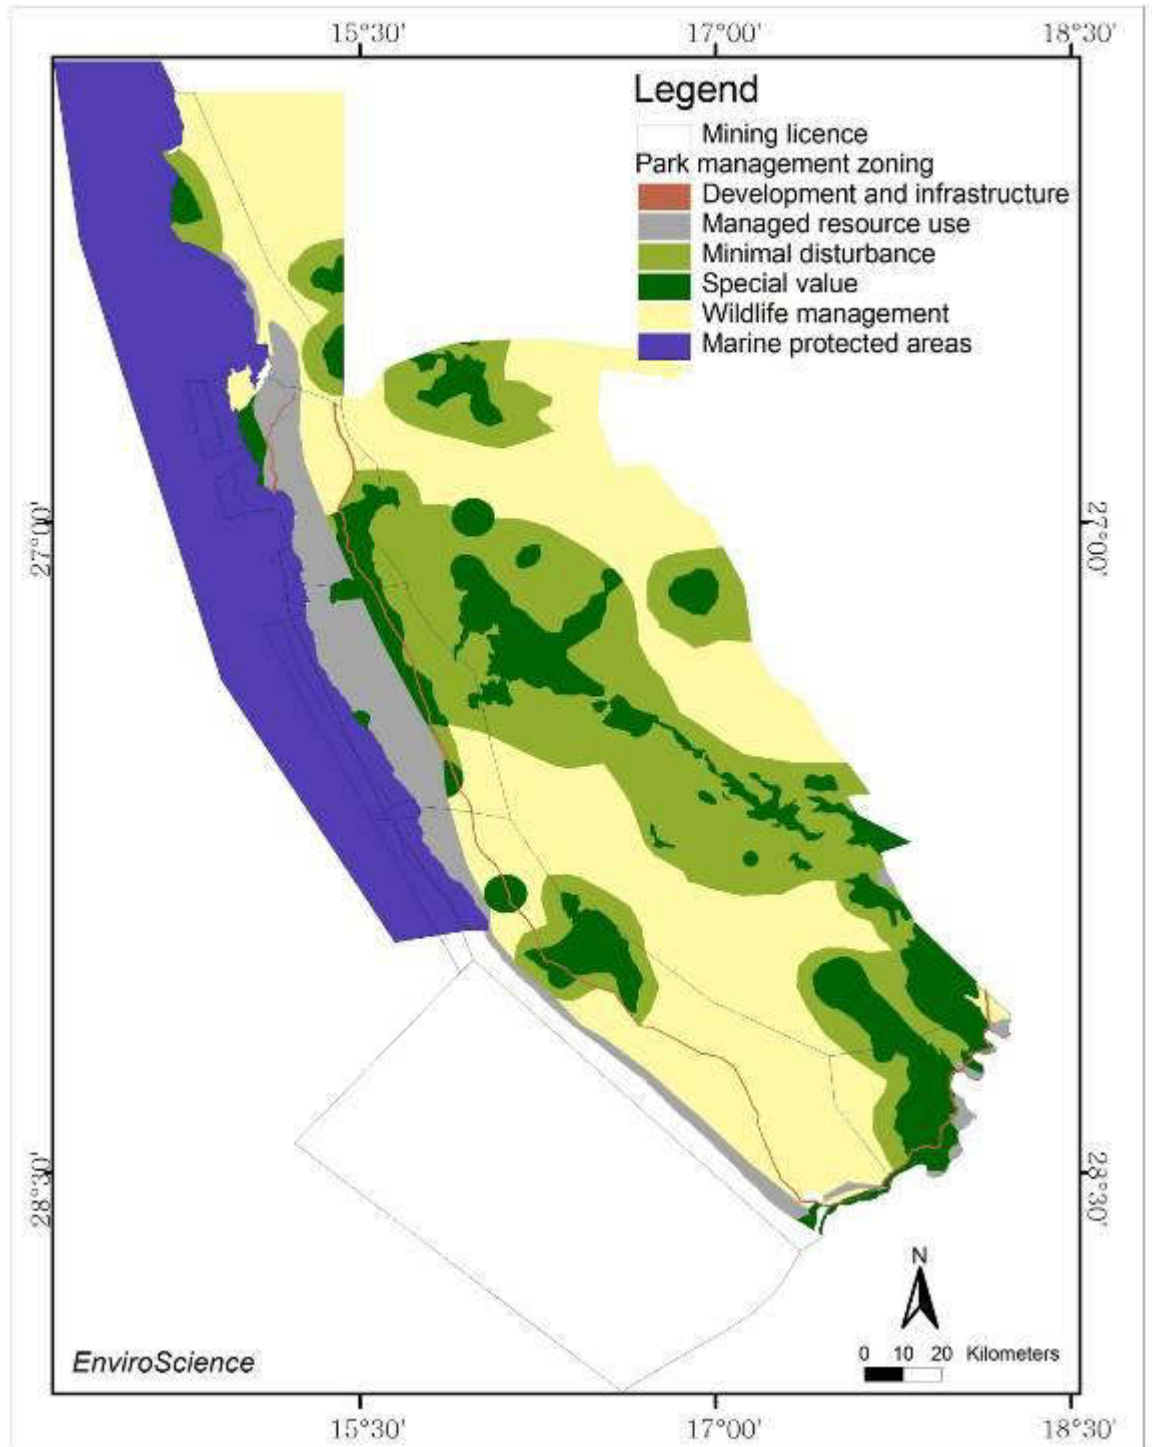 15°30' 17°00' 18°30'
Legend
Mining licence
Park management zoning
Development and infrastructure
Managed resource use
Minimal disturbance
Special value
Wildlife management
Marine protected areas
27°00' 27°00'
28°30' 28°30'
N
0 10 20 Kilometers
EnviroScience
15°30' 17°00' 18°30'